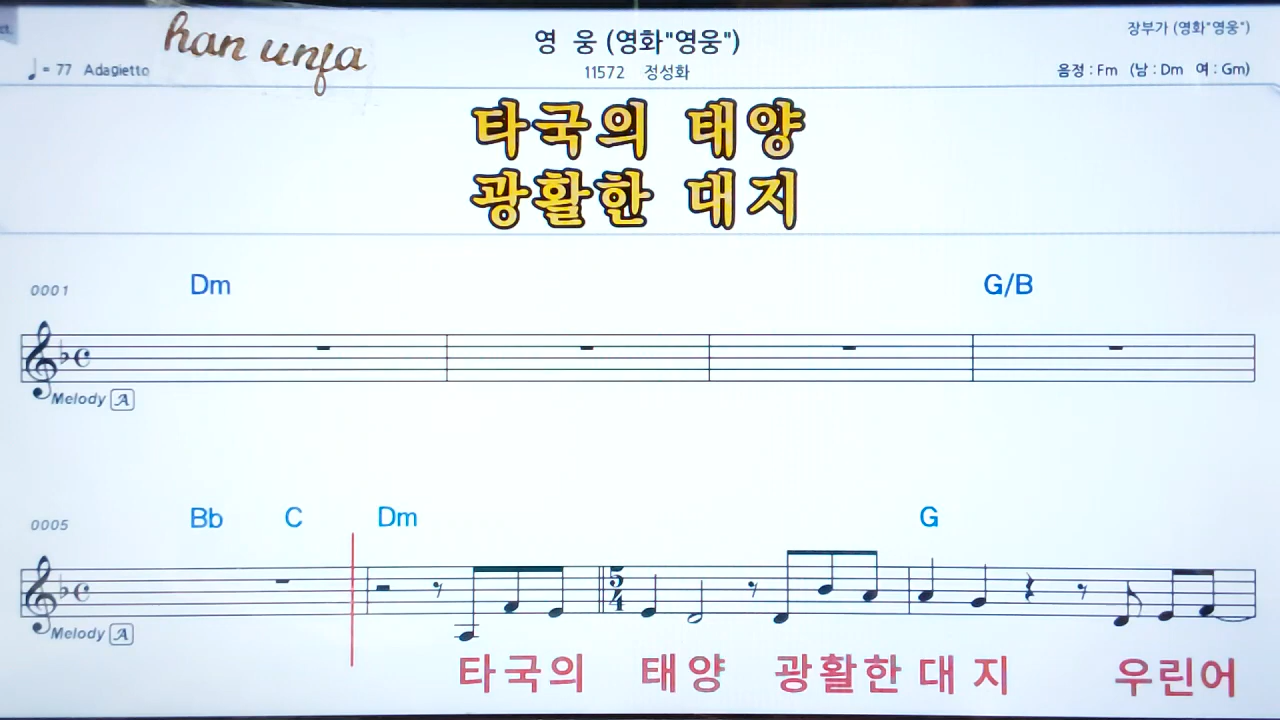 han unfa
영 웅 (영화"영웅")
장부가 (영화"영웅")
♩= 77 Adagietto
11572 정성화
음정 : Fm (남 : Dm 여 : Gm)
타국의 태양
광활한 대지
0001
Dm G/B
Melody A
0005
Bb C Dm G
5/4
Melody A
타국의 태양 광활한 대 지 우린어